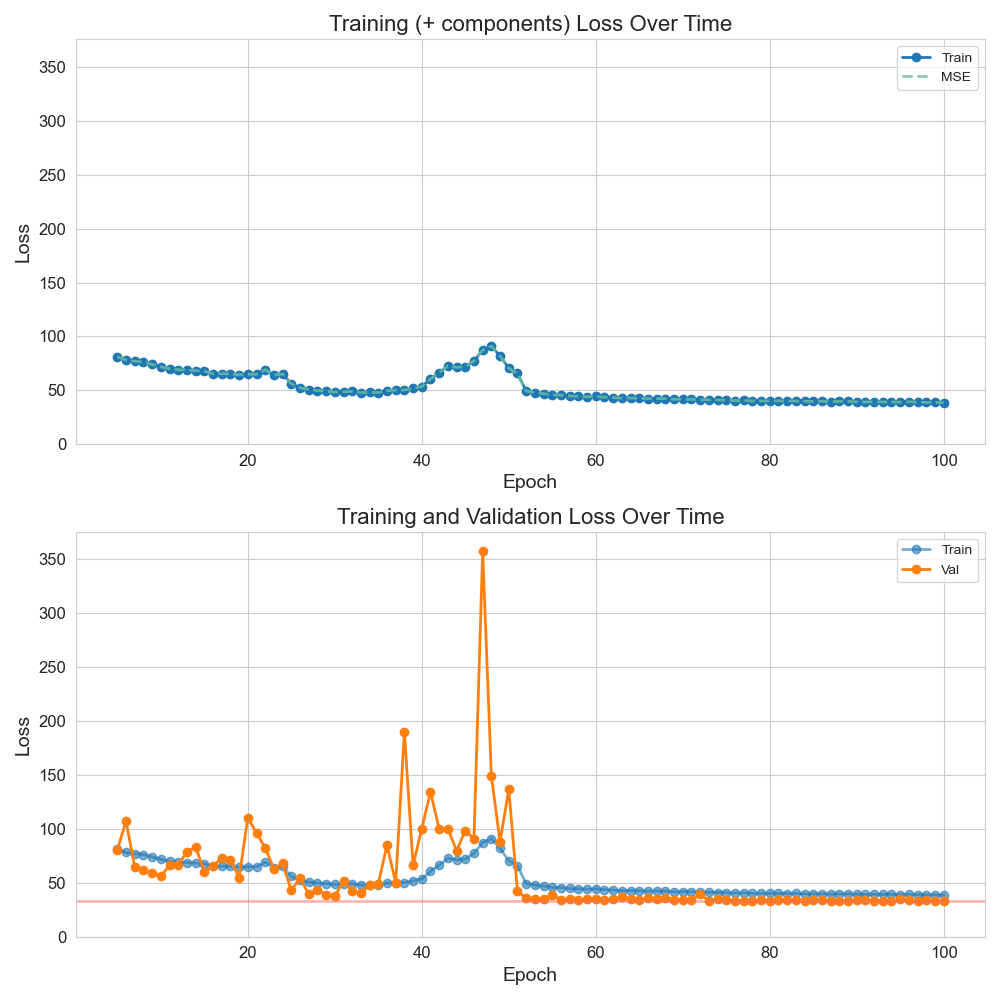 Training (+ components) Loss Over Time
Train
MSE
350
300
250
200
150
100
50
0
Loss
20 40 60 80 100
Epoch
Training and Validation Loss Over Time
Train
Val
350
300
250
200
150
100
50
0
Loss
20 40 60 80 100
Epoch